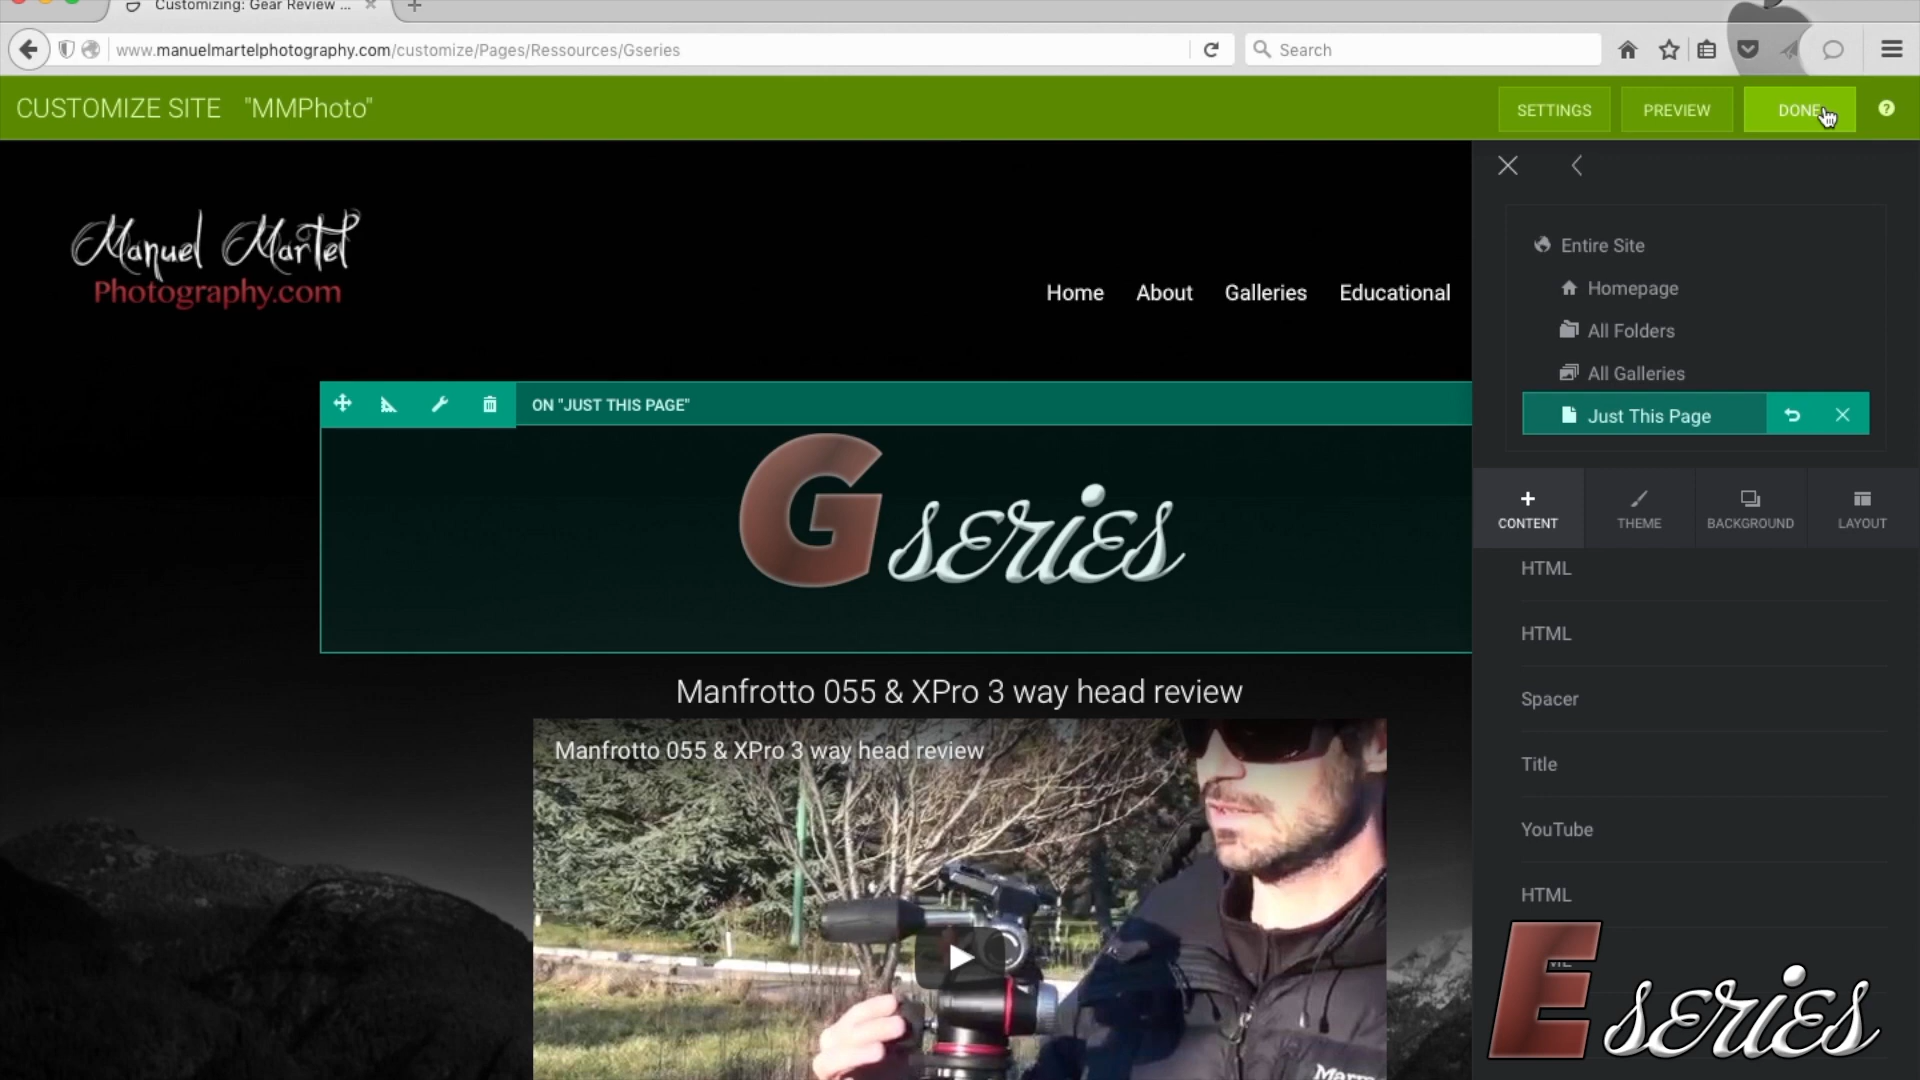 Customizing: Gear Review ...
www.manuelmartelphotography.com/customize/Pages/Ressources/Gseries
Search
CUSTOMIZE SITE "MMPhoto"
SETTINGS
PREVIEW
DONE
?
Manuel Martel
Photography.com
Home
About
Galleries
Educational
ON "JUST THIS PAGE"
G series
Manfrotto 055 & XPro 3 way head review
Manfrotto 055 & XPro 3 way head review
Entire Site
Homepage
All Folders
All Galleries
Just This Page
CONTENT
THEME
BACKGROUND
LAYOUT
HTML
HTML
Spacer
Title
YouTube
HTML
E series